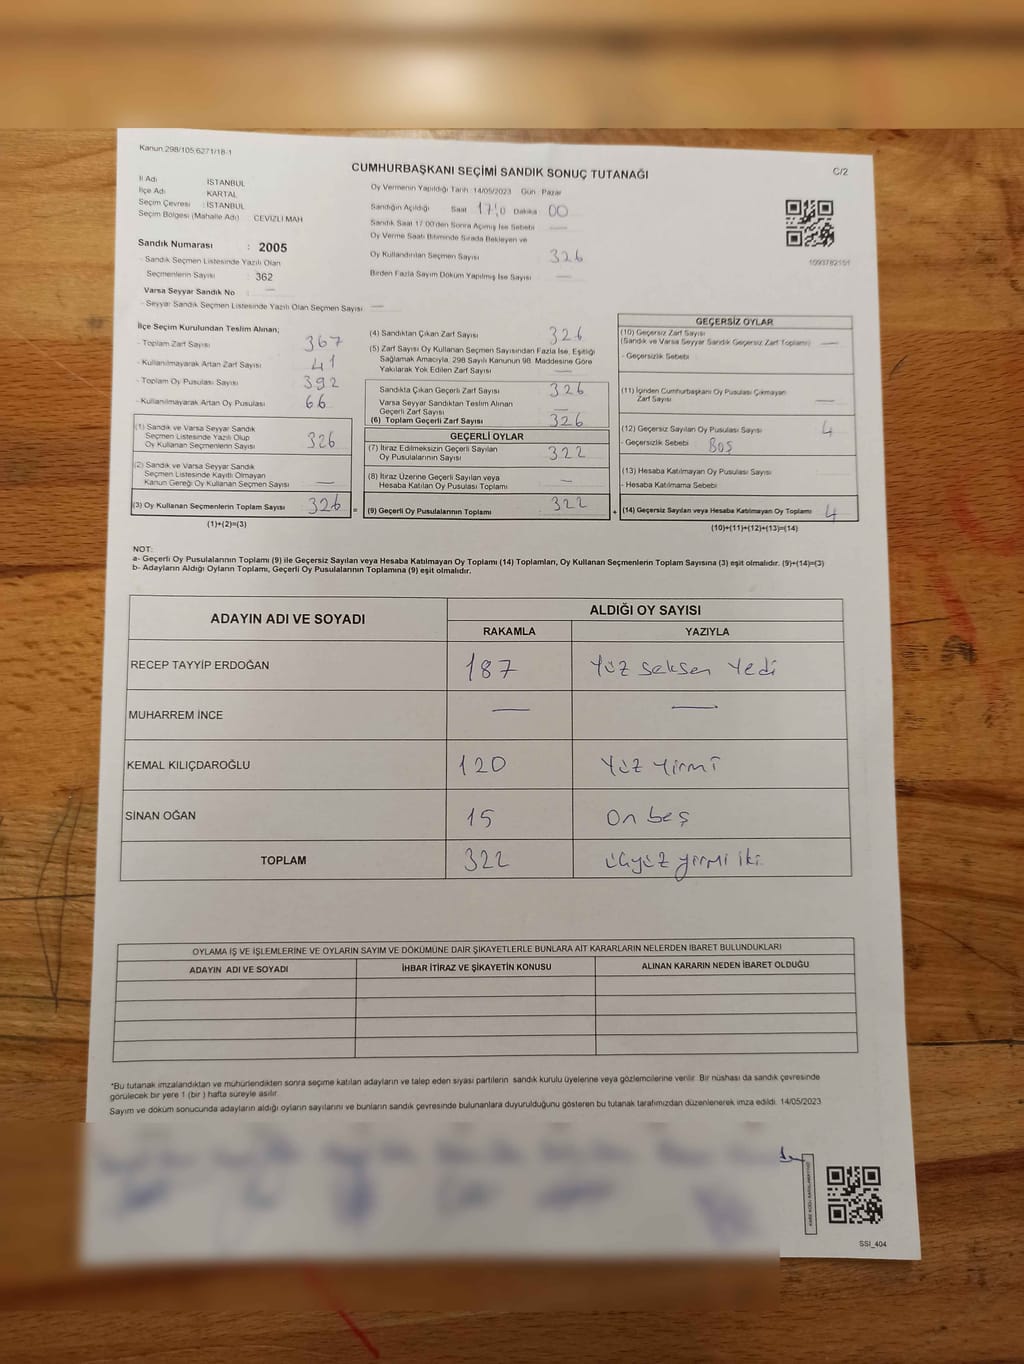 Kanun 298/105;6271/18-1
CUMHURBAŞKANI SEÇİMİ SANDIK SONUÇ TUTANAĞI
C/2
İl Adı : İSTANBUL
İlçe Adı : KARTAL
Seçim Çevresi : İSTANBUL
Seçim Bölgesi (Mahalle Adı) CEVİZLİ MAH
Sandık Numarası : 2005
- Sandık Seçmen Listesinde Yazılı Olan
Seçmenlerin Sayısı : 362
Varsa Seyyar Sandık No : —
- Seyyar Sandık Seçmen Listesinde Yazılı Olan Seçmen Sayısı —
Oy Vermenin Yapıldığı Tarih :14/05/2023 Gün : Pazar
Sandığın Açıldığı Saat 17:0 Dakika 00
Sandık Saat 17.00'den Sonra Açılmış İse Sebebi —
Oy Verme Saati Bitiminde Sırada Bekleyen ve
Oy Kullandırılan Seçmen Sayısı 326
Birden Fazla Sayım Döküm Yapılmış İse Sayısı —
1093782151
İlçe Seçim Kurulundan Teslim Alınan;
- Toplam Zarf Sayısı 367
- Kullanılmayarak Artan Zarf Sayısı 41
- Toplam Oy Pusulası Sayısı 392
- Kullanılmayarak Artan Oy Pusulası 66
(1) Sandık ve Varsa Seyyar Sandık
Seçmen Listesinde Yazılı Olup
Oy Kullanan Seçmenlerin Sayısı 326
(2) Sandık ve Varsa Seyyar Sandık
Seçmen Listesinde Kayıtlı Olmayan
Kanun Gereği Oy Kullanan Seçmen Sayısı —
(3) Oy Kullanan Seçmenlerin Toplam Sayısı 326 =
(1)+(2)=(3)
(4) Sandıktan Çıkan Zarf Sayısı 326
(5) Zarf Sayısı Oy Kullanan Seçmen Sayısından Fazla İse, Eşitliği
Sağlamak Amacıyla, 298 Sayılı Kanunun 98. Maddesine Göre
Yakılarak Yok Edilen Zarf Sayısı —
Sandıkta Çıkan Geçerli Zarf Sayısı 326
Varsa Seyyar Sandıktan Teslim Alınan
Geçerli Zarf Sayısı —
(6) Toplam Geçerli Zarf Sayısı 326
GEÇERLİ OYLAR
(7) İtiraz Edilmeksizin Geçerli Sayılan
Oy Pusulalarının Sayısı 322
(8) İtiraz Üzerine Geçerli Sayılan veya
Hesaba Katılan Oy Pusulası Toplamı —
(9) Geçerli Oy Pusulalarının Toplamı 322 +
GEÇERSİZ OYLAR
(10) Geçersiz Zarf Sayısı
(Sandık ve Varsa Seyyar Sandık Geçersiz Zarf Toplamı) —
- Geçersizlik Sebebi
(11) İçinden Cumhurbaşkanı Oy Pusulası Çıkmayan
Zarf Sayısı —
(12) Geçersiz Sayılan Oy Pusulası Sayısı 4
- Geçersizlik Sebebi Boş
(13) Hesaba Katılmayan Oy Pusulası Sayısı
- Hesaba Katılmama Sebebi
(14) Geçersiz Sayılan veya Hesaba Katılmayan Oy Toplamı 4
(10)+(11)+(12)+(13)=(14)
NOT:
a- Geçerli Oy Pusulalarının Toplamı (9) ile Geçersiz Sayılan veya Hesaba Katılmayan Oy Toplamı (14) Toplamları, Oy Kullanan Seçmenlerin Toplam Sayısına (3) eşit olmalıdır. (9)+(14)=(3)
b- Adayların Aldığı Oyların Toplamı, Geçerli Oy Pusulalarının Toplamına (9) eşit olmalıdır.
ADAYIN ADI VE SOYADI ALDIĞI OY SAYISI
RAKAMLA YAZIYLA
RECEP TAYYİP ERDOĞAN 187 Yüz seksen Yedi
MUHARREM İNCE — —
KEMAL KILIÇDAROĞLU 120 Yüz Yirmi
SİNAN OĞAN 15 On beş
TOPLAM 322 üçyüz yirmi iki
OYLAMA İŞ VE İŞLEMLERİNE VE OYLARIN SAYIM VE DÖKÜMÜNE DAİR ŞİKAYETLERLE BUNLARA AİT KARARLARIN NELERDEN İBARET BULUNDUKLARI
ADAYIN ADI VE SOYADI İHBAR İTİRAZ VE ŞİKAYETİN KONUSU ALINAN KARARIN NEDEN İBARET OLDUĞU
*Bu tutanak imzalandıktan ve mühürlendikten sonra seçime katılan adayların ve talep eden siyasi partilerin sandık kurulu üyelerine veya gözlemcilerine verilir. Bir nüshası da sandık çevresinde
görülecek bir yere 1 (bir ) hafta süreyle asılır.
Sayım ve döküm sonucunda adayların aldığı oyların sayılarını ve bunların sandık çevresinde bulunanlara duyurulduğunu gösteren bu tutanak tarafımızdan düzenlenerek imza edildi. 14/05/2023
SSI_404